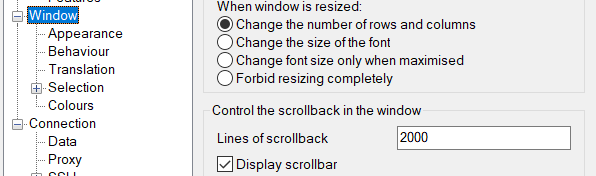 Features
Window
Appearance
Behaviour
Translation
Selection
Colours
Connection
Data
Proxy
When window is resized:
Change the number of rows and columns
Change the size of the font
Change font size only when maximised
Forbid resizing completely
Control the scrollback in the window
Lines of scrollback 2000
Display scrollbar